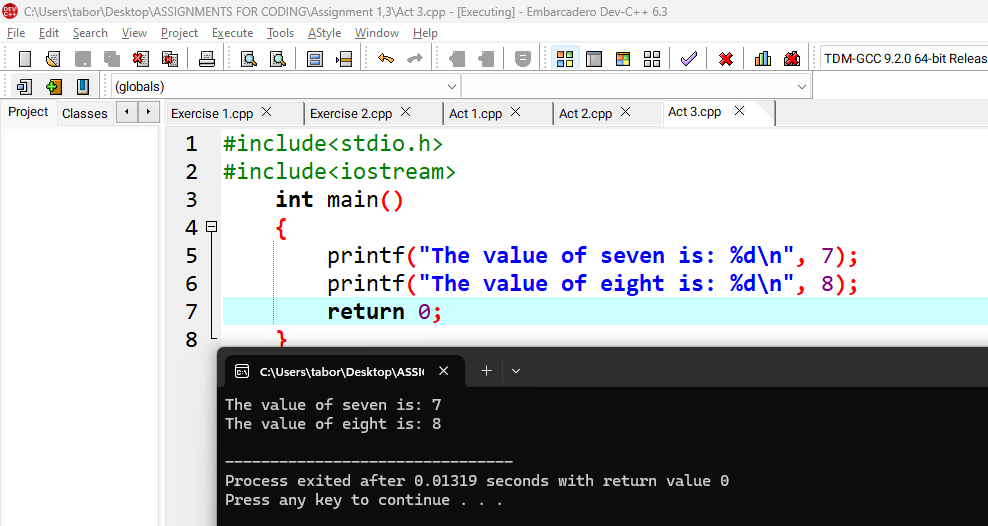 C:\Users\tabor\Desktop\ASSIGNMENTS FOR CODING\Assignment 1,3\Act 3.cpp - [Executing] - Embarcadero Dev-C++ 6.3
File Edit Search View Project Execute Tools AStyle Window Help
TDM-GCC 9.2.0 64-bit Releas
(globals)
Project Classes Exercise 1.cpp Exercise 2.cpp Act 1.cpp Act 2.cpp Act 3.cpp
1 #include<stdio.h>
2 #include<iostream>
3 int main()
4 {
5 printf("The value of seven is: %d\n", 7);
6 printf("The value of eight is: %d\n", 8);
7 return 0;
8 }
C:\Users\tabor\Desktop\ASSI
The value of seven is: 7
The value of eight is: 8
--------------------------------
Process exited after 0.01319 seconds with return value 0
Press any key to continue . . .